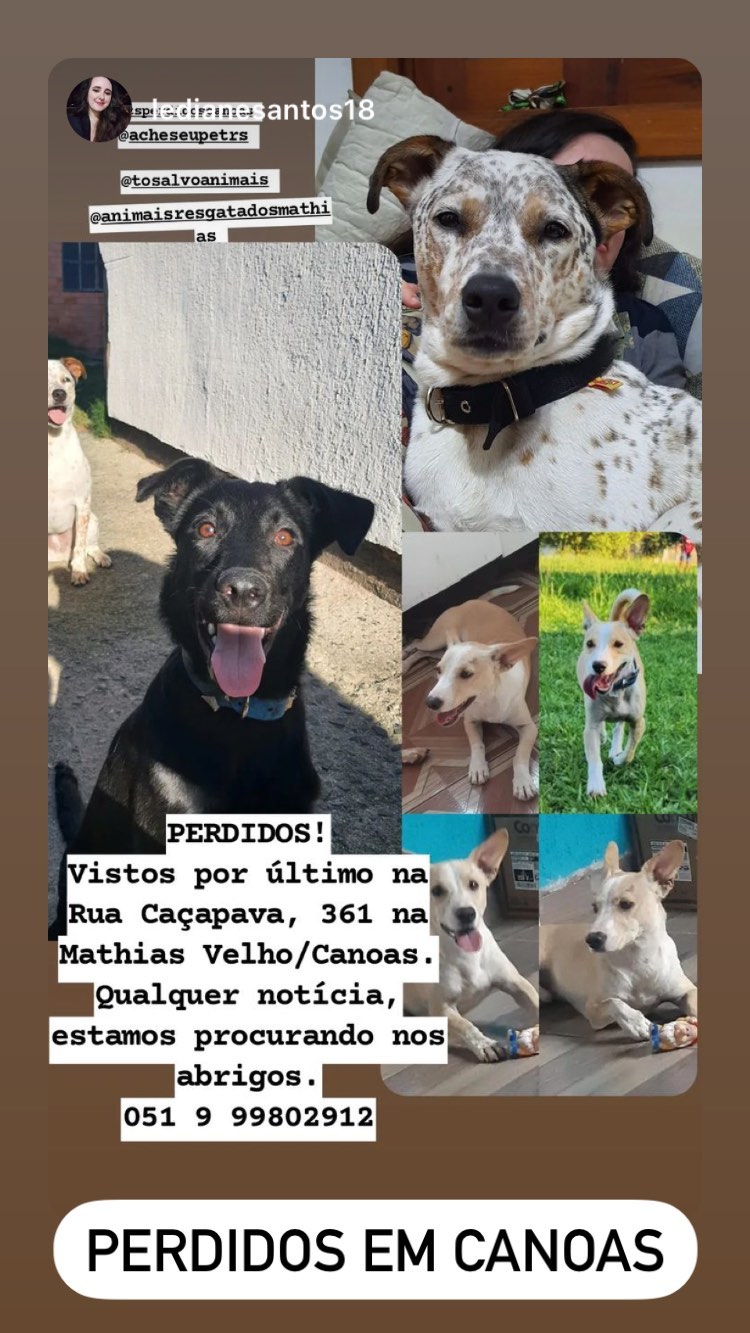 ledianesantos18
@acheseupetrs
@tosalvoanimais
@animaisresgatadosmathi
as
PERDIDOS!
Vistos por último na
Rua Caçapava, 361 na
Mathias Velho/Canoas.
Qualquer notícia,
estamos procurando nos
abrigos.
051 9 99802912
PERDIDOS EM CANOAS